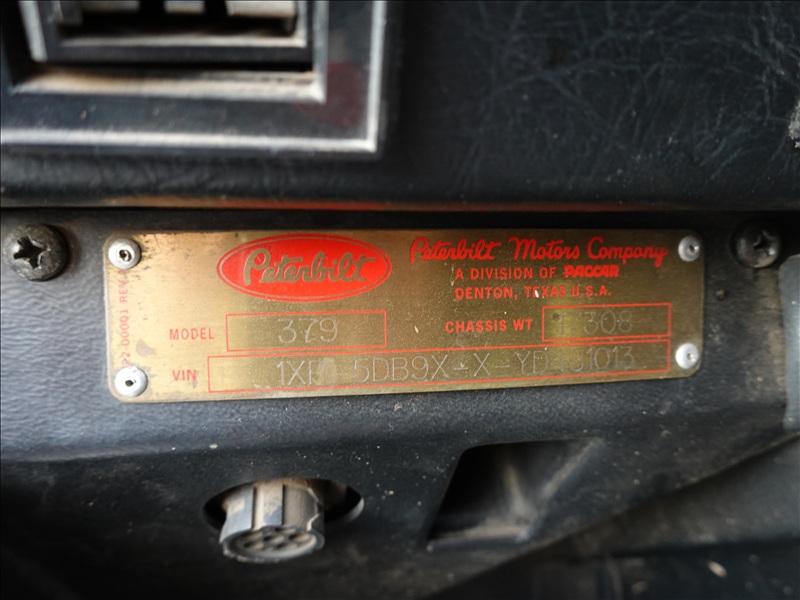 Peterbilt
Peterbilt Motors Company
A DIVISION OF PACCAR
DENTON, TEXAS U.S.A.
MODEL 379
CHASSIS WT
VIN